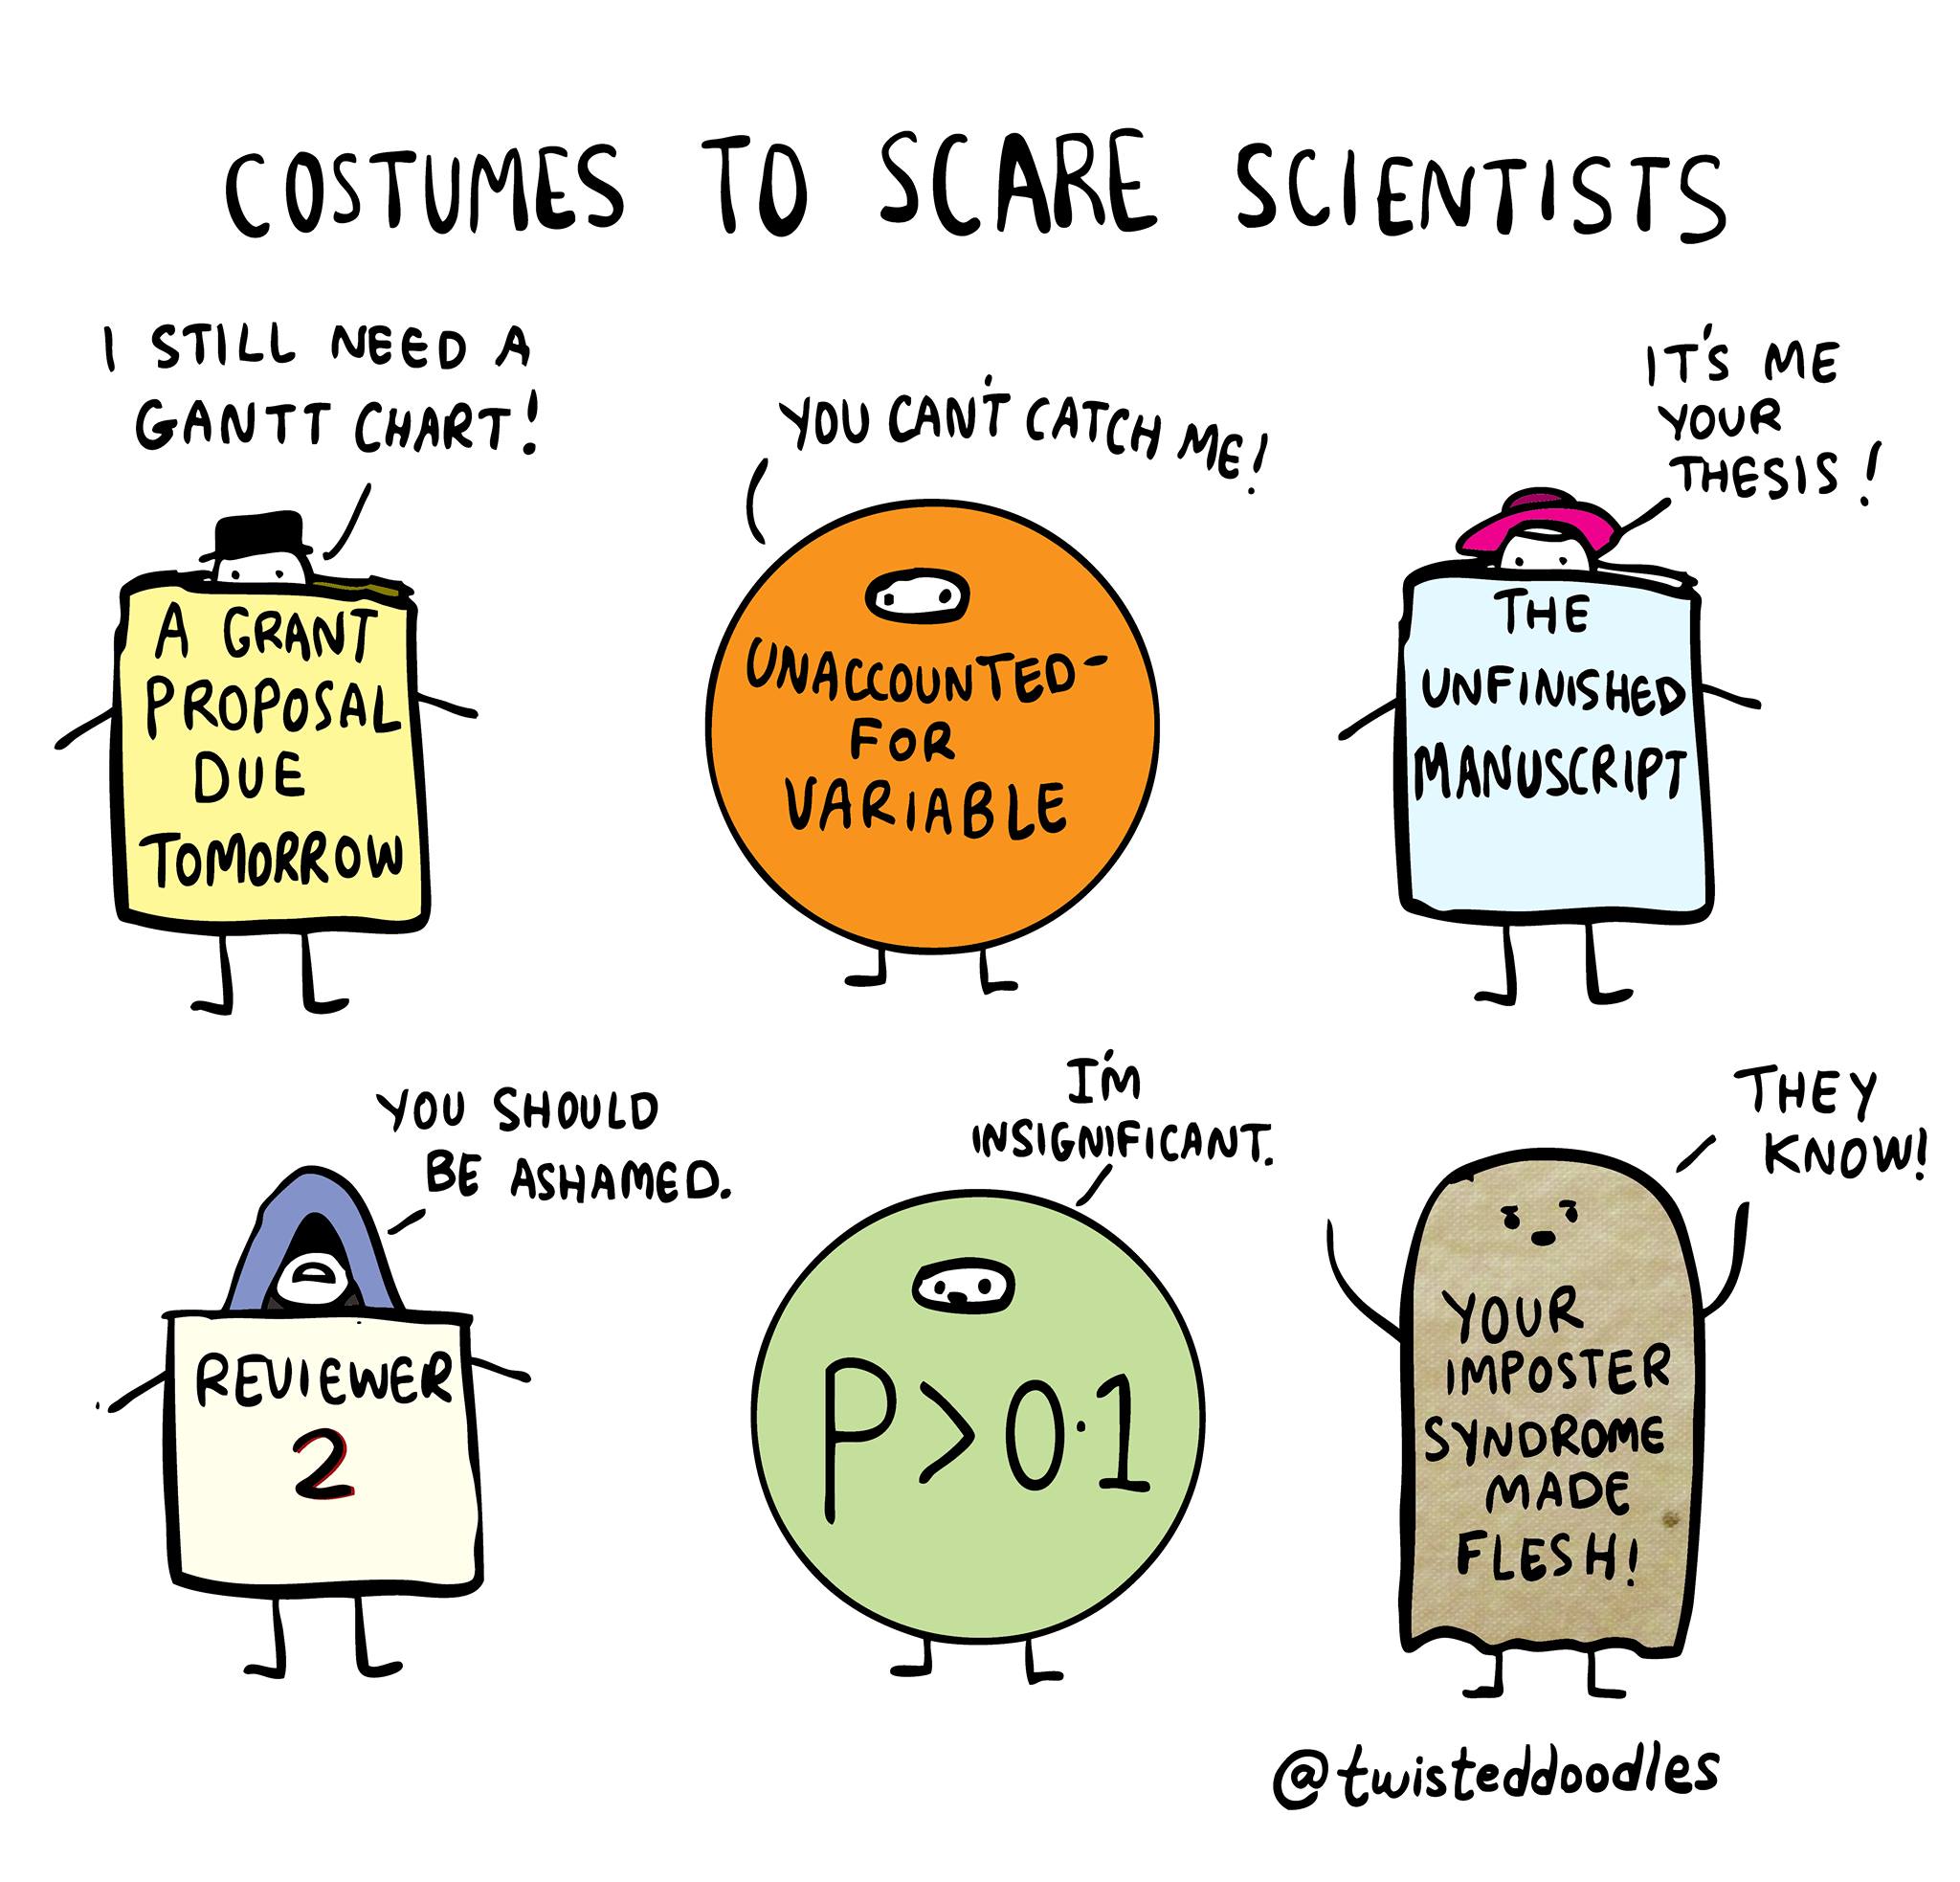 COSTUMES TO SCARE SCIENTISTS
I STILL NEED A
GANTT CHART!
A GRANT
PROPOSAL
DUE
TOMORROW
YOU CAN'T CATCH ME!
UNACCOUNTED-
FOR
VARIABLE
IT'S ME
YOUR
THESIS!
THE
UNFINISHED
MANUSCRIPT
YOU SHOULD
BE ASHAMED.
REVIEWER
2
I'M
INSIGNIFICANT.
P>0.1
THEY
KNOW!
YOUR
IMPOSTER
SYNDROME
MADE
FLESH!
@twisteddoodles